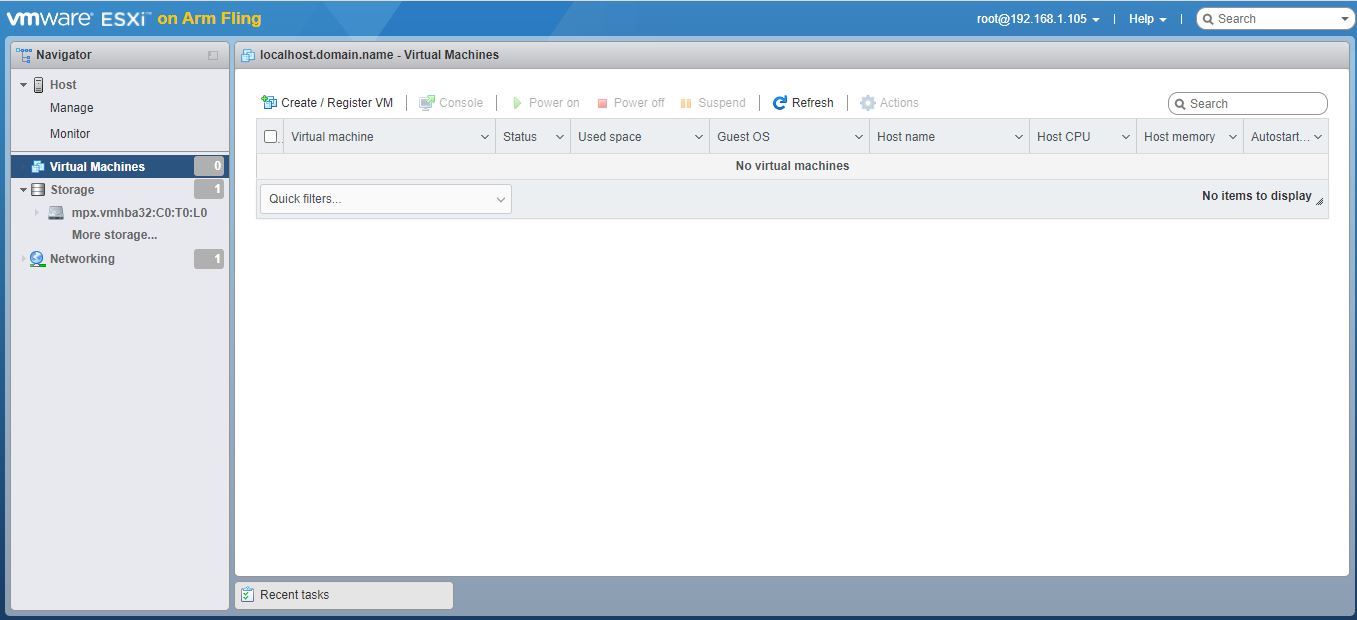 vmware® ESXi™ on Arm Fling
root@192.168.1.105 | Help | Search
Navigator
Host
Manage
Monitor
Virtual Machines 0
Storage 1
mpx.vmhba32:C0:T0:L0
More storage...
Networking 1
localhost.domain.name - Virtual Machines
Create / Register VM | Console | Power on Power off Suspend | Refresh | Actions
Search
Virtual machine Status Used space Guest OS Host name Host CPU Host memory Autostart...
No virtual machines
Quick filters... No items to display
Recent tasks